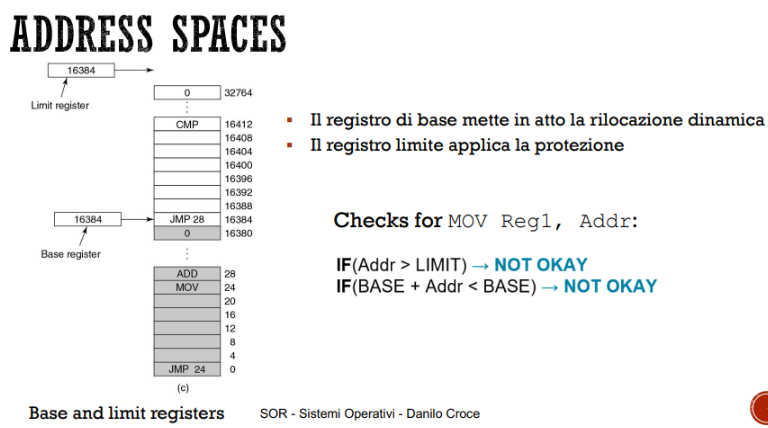 ADDRESS SPACES
16384
Limit register
0 32764
CMP 16412
16408
16404
16400
16396
16392
16388
16384 JMP 28 16384
0 16380
Base register
ADD 28
MOV 24
20
16
12
8
4
JMP 24 0
(c)
Base and limit registers
▪ Il registro di base mette in atto la rilocazione dinamica
▪ Il registro limite applica la protezione
Checks for MOV Reg1, Addr:
IF(Addr > LIMIT) → NOT OKAY
IF(BASE + Addr < BASE) → NOT OKAY
SOR - Sistemi Operativi - Danilo Croce